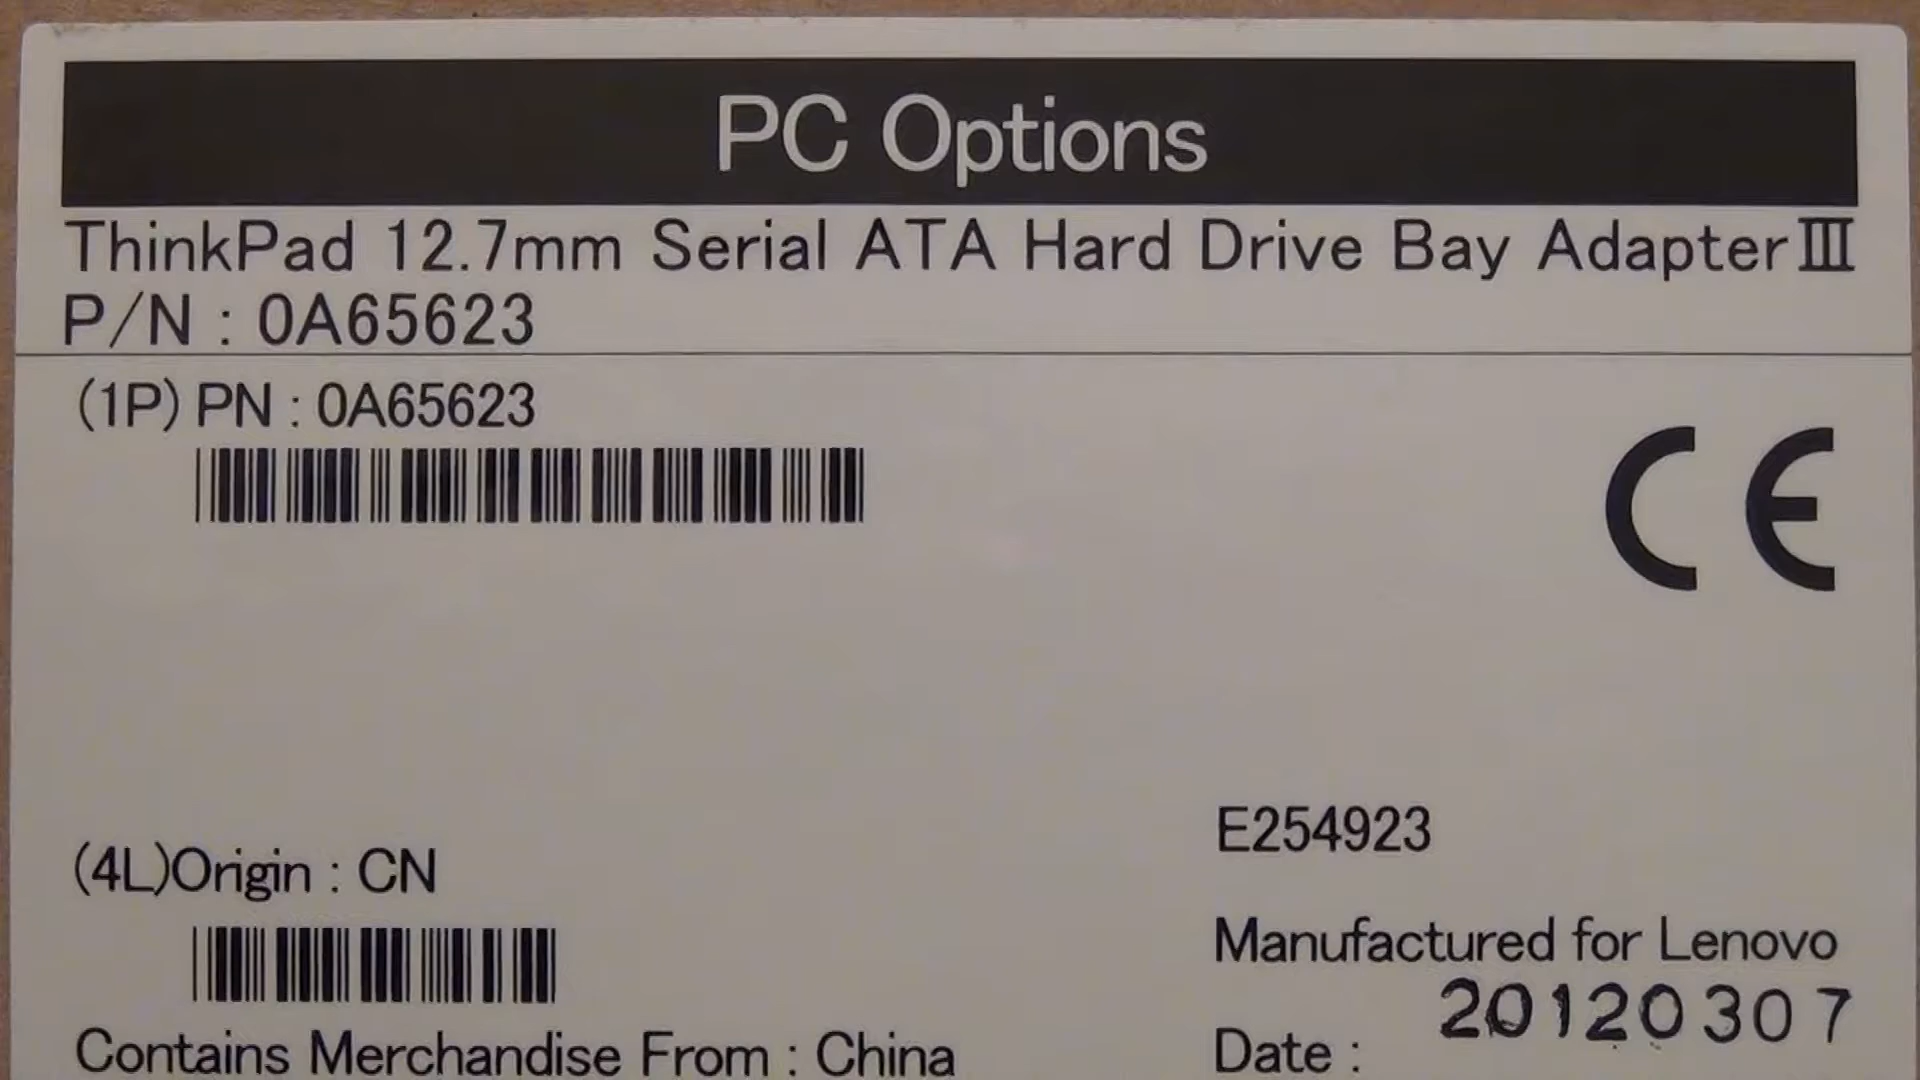 PC Options
ThinkPad 12.7mm Serial ATA Hard Drive Bay Adapter III
P/N : 0A65623
(1P) PN : 0A65623
CE
E254923
(4L)Origin : CN
Manufactured for Lenovo
20120307
Contains Merchandise From : China
Date :